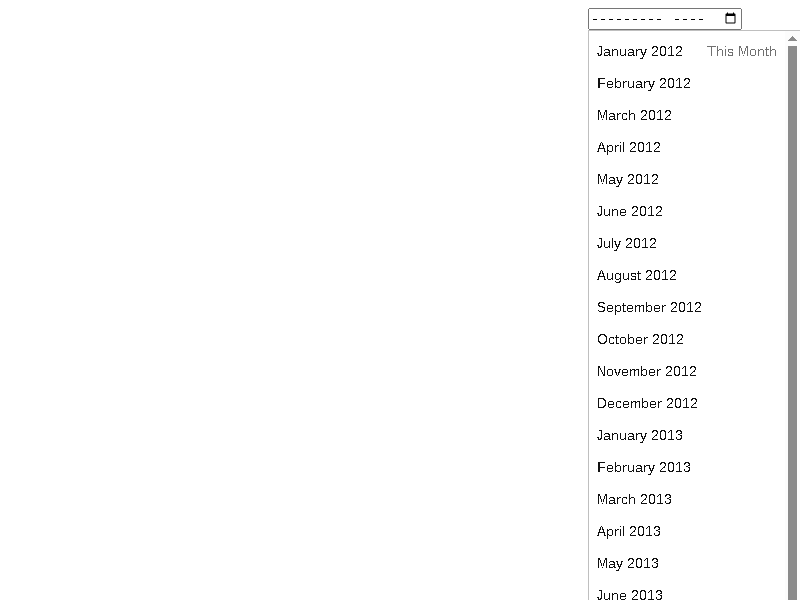 --------- ----
January 2012 This Month
February 2012
March 2012
April 2012
May 2012
June 2012
July 2012
August 2012
September 2012
October 2012
November 2012
December 2012
January 2013
February 2013
March 2013
April 2013
May 2013
June 2013